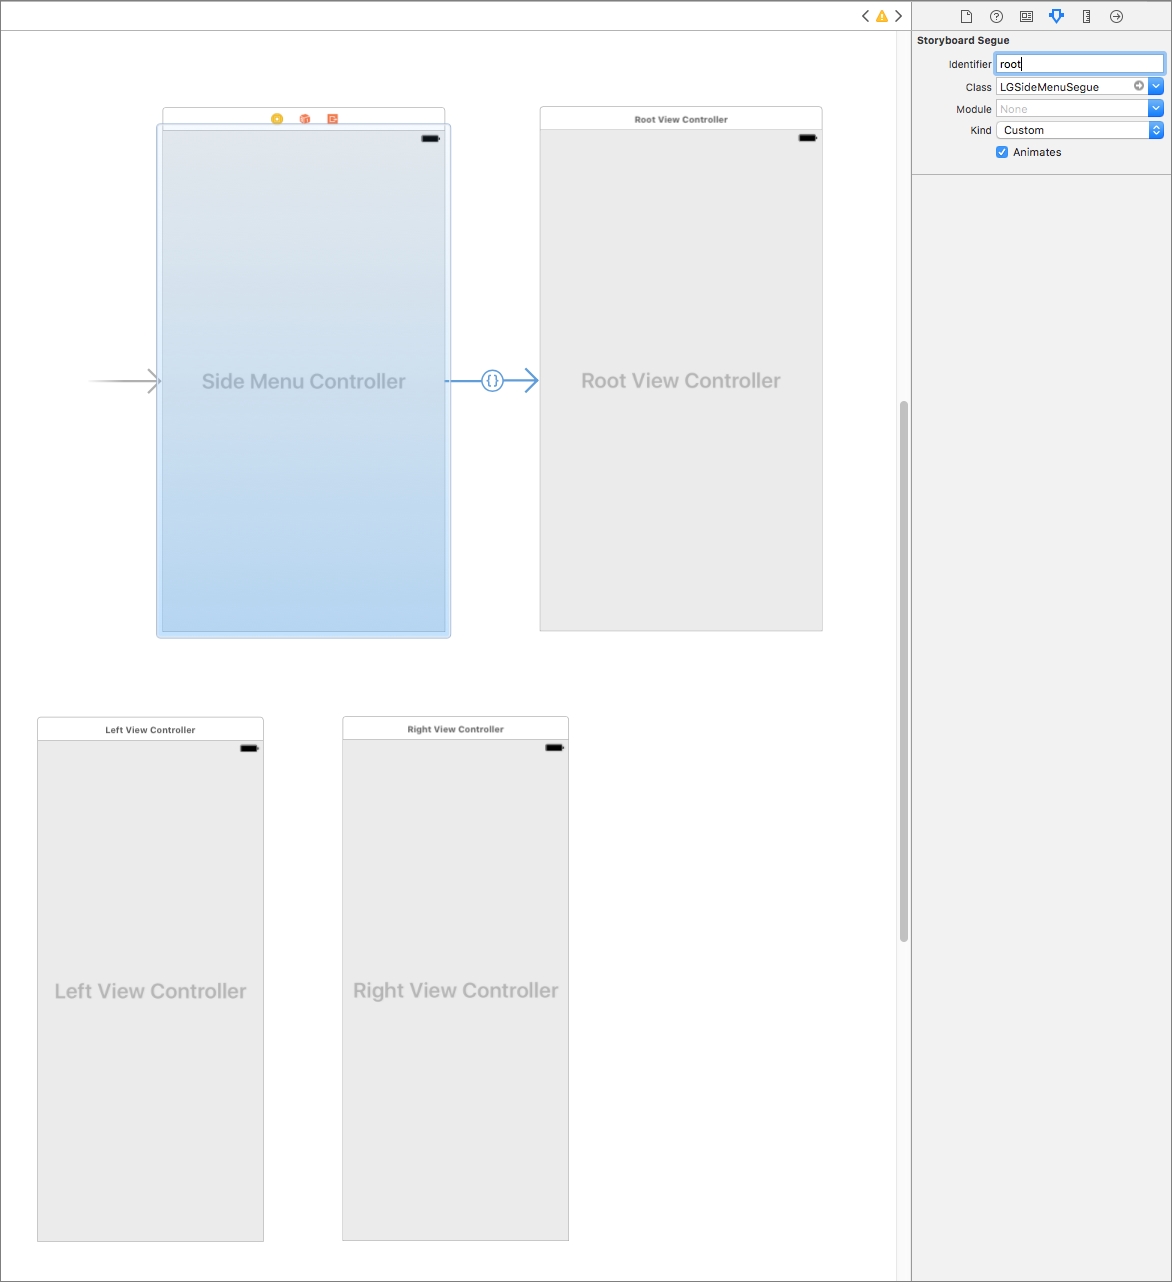 Storyboard Segue
Identifier root
Class LGSideMenuSegue
Module None
Kind Custom
Animates
Root View Controller
Side Menu Controller
{}
Root View Controller
Left View Controller
Right View Controller
Left View Controller
Right View Controller